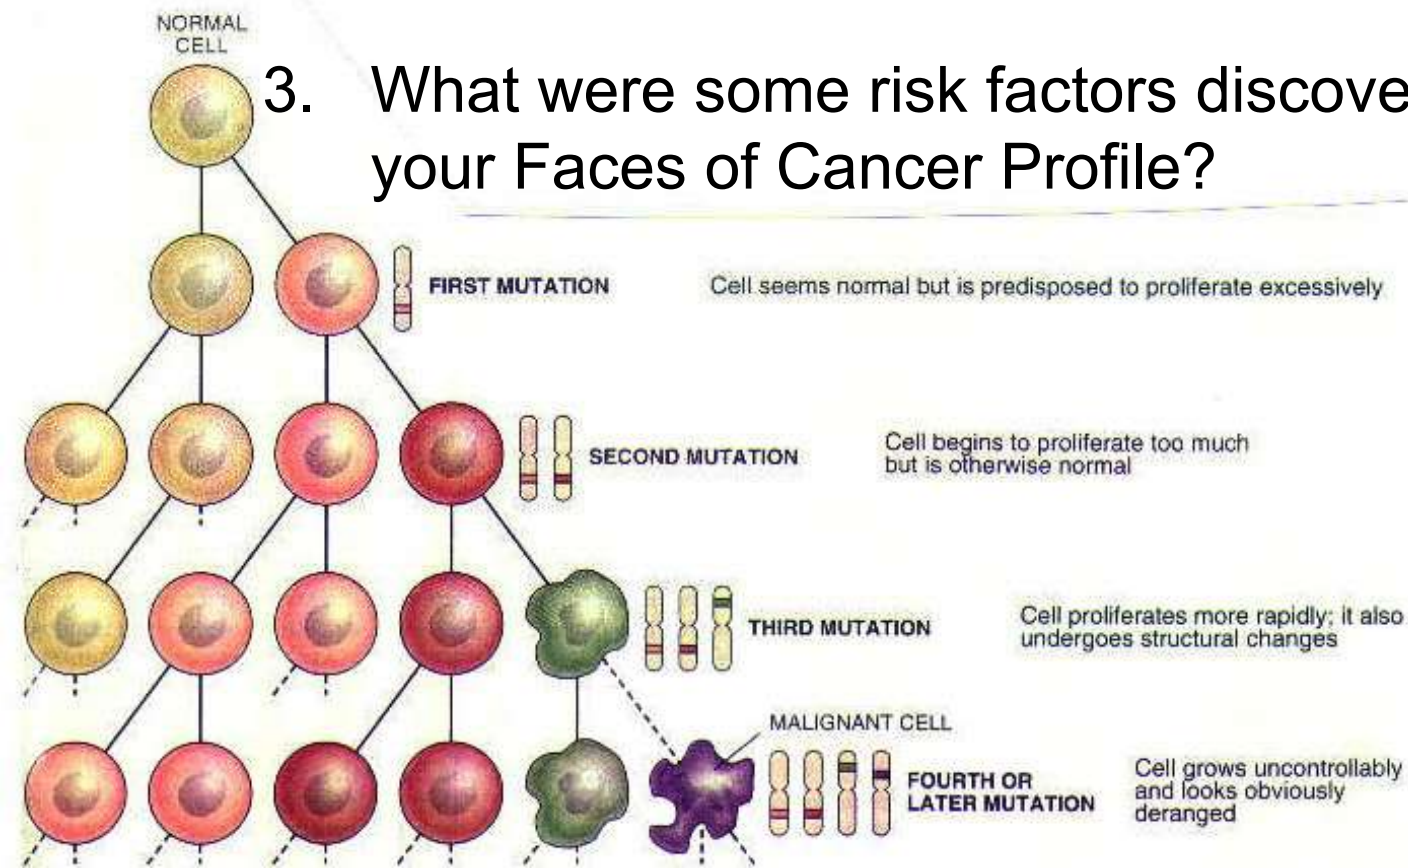 NORMAL
CELL
3. What were some risk factors discove
your Faces of Cancer Profile?
FIRST MUTATION
Cell seems normal but is predisposed to proliferate excessively
SECOND MUTATION
Cell begins to proliferate too much
but is otherwise normal
THIRD MUTATION
Cell proliferates more rapidly; it also
undergoes structural changes
MALIGNANT CELL
FOURTH OR
LATER MUTATION
Cell grows uncontrollably
and looks obviously
deranged